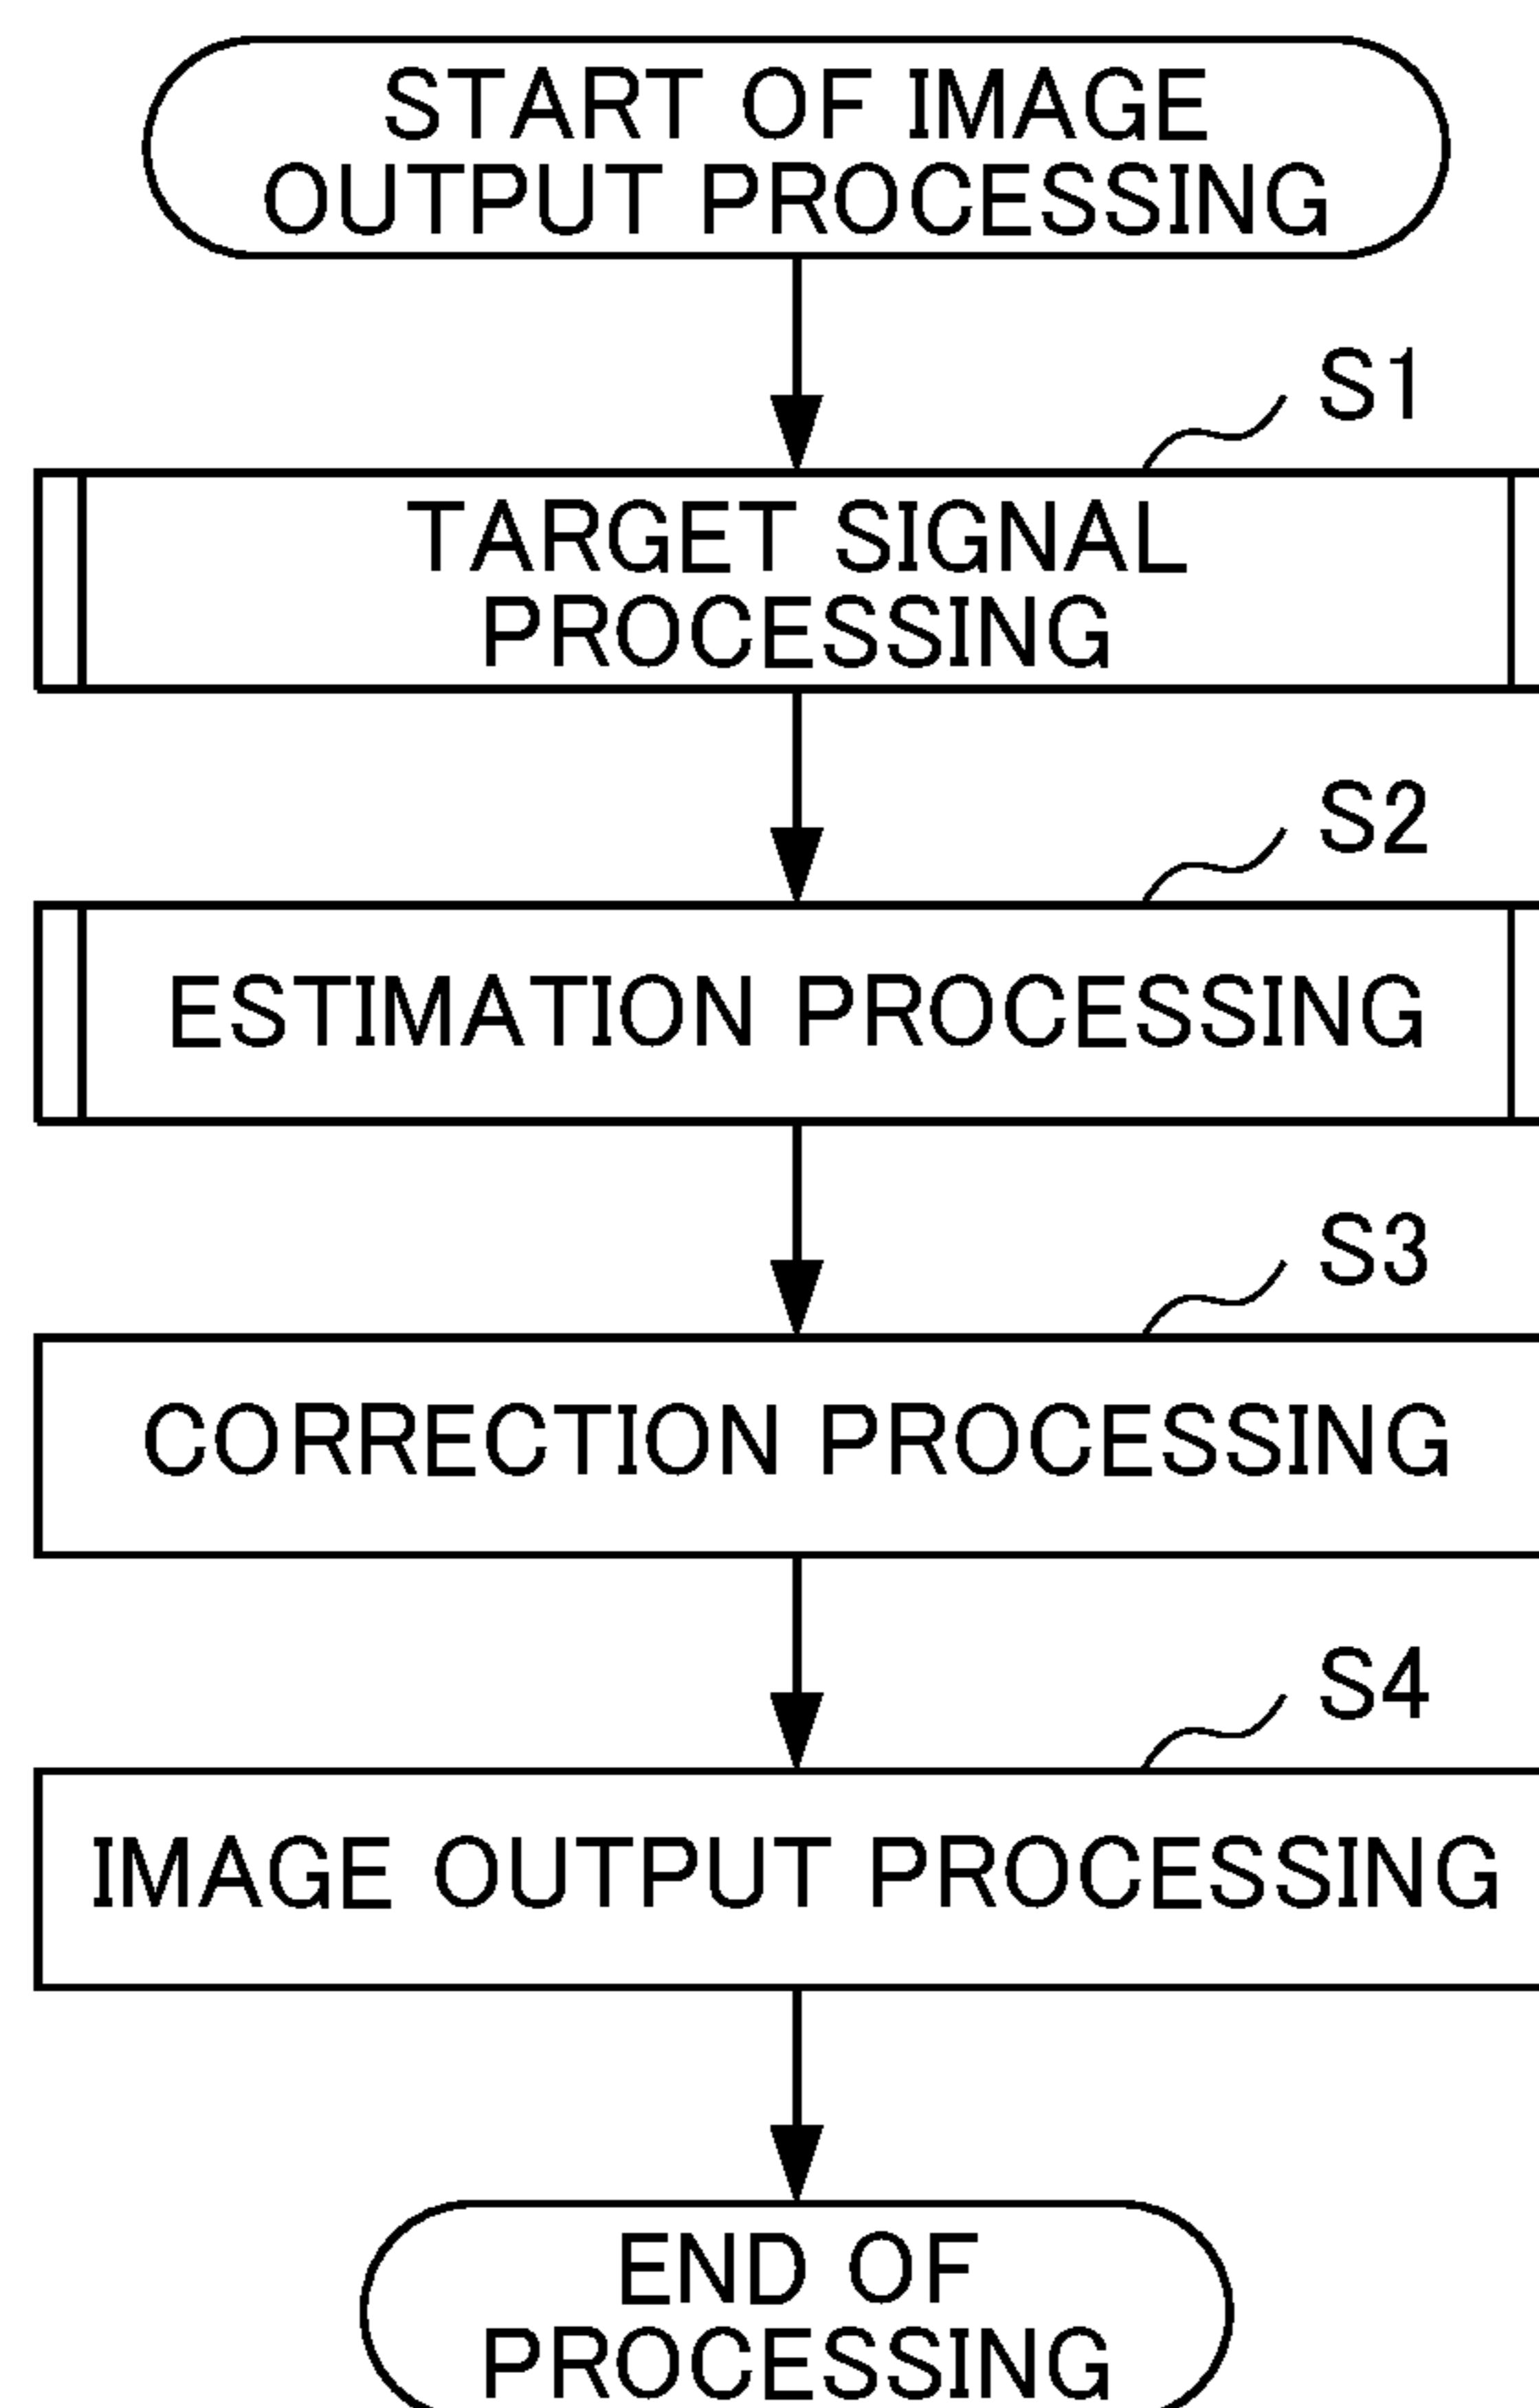 START OF IMAGE
OUTPUT PROCESSING
S1
TARGET SIGNAL
PROCESSING
S2
ESTIMATION PROCESSING
S3
CORRECTION PROCESSING
S4
IMAGE OUTPUT PROCESSING
END OF
PROCESSING